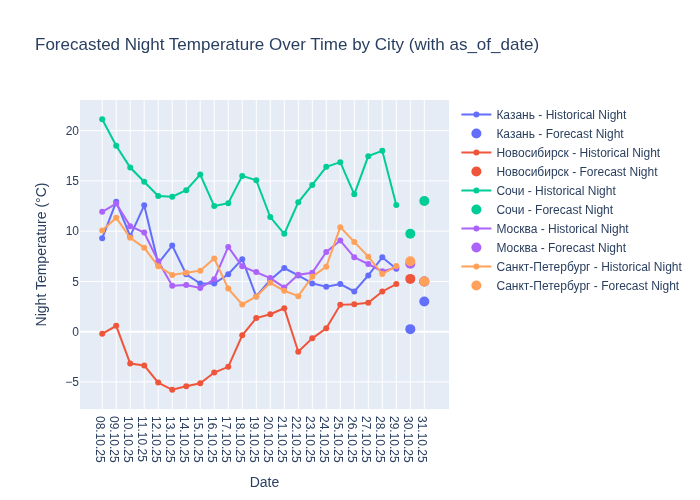 Forecasted Night Temperature Over Time by City (with as_of_date)
Night Temperature (°C)
20
15
10
5
0
−5
08.10.25
09.10.25
10.10.25
11.10.25
12.10.25
13.10.25
14.10.25
15.10.25
16.10.25
17.10.25
18.10.25
19.10.25
20.10.25
21.10.25
22.10.25
23.10.25
24.10.25
25.10.25
26.10.25
27.10.25
28.10.25
29.10.25
30.10.25
31.10.25
Date
Казань - Historical Night
Казань - Forecast Night
Новосибирск - Historical Night
Новосибирск - Forecast Night
Сочи - Historical Night
Сочи - Forecast Night
Москва - Historical Night
Москва - Forecast Night
Санкт-Петербург - Historical Night
Санкт-Петербург - Forecast Night